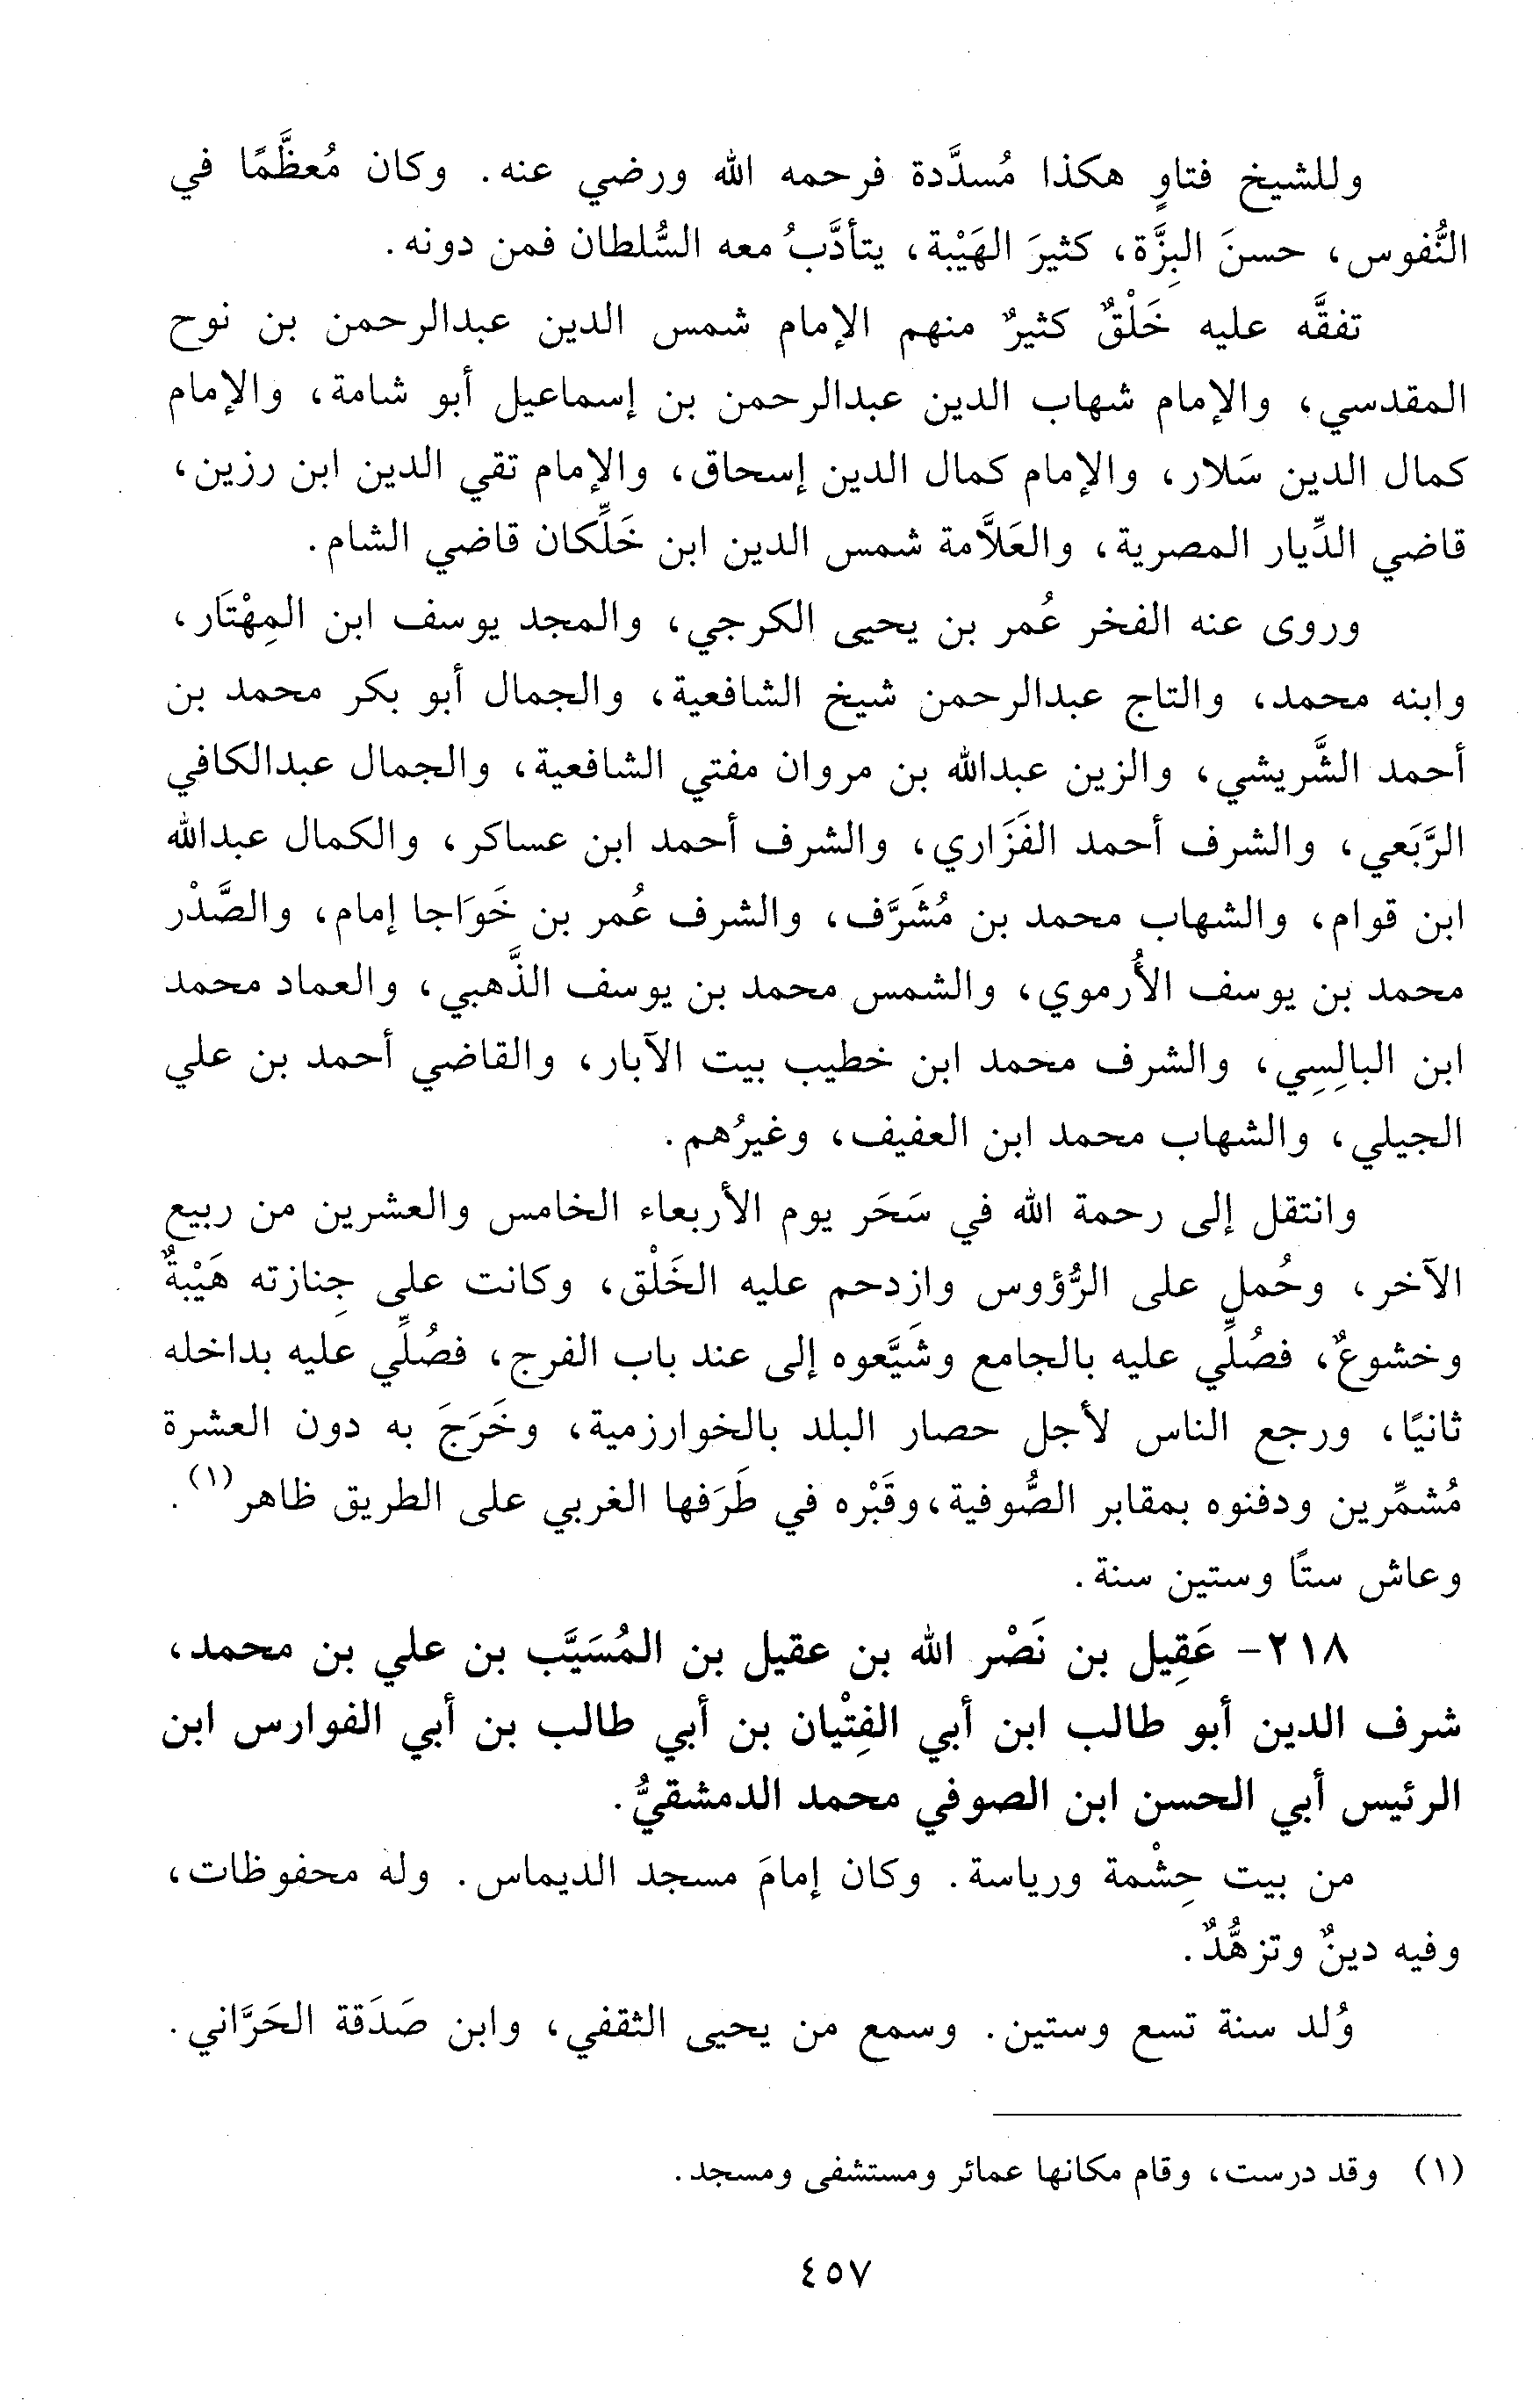 وللشيخ فتاوٍ هكذا مُسدَّدة فرحمه الله ورضي عنه. وكان مُعظَّمًا في
النُّفوس، حسنَ البِزَّة، كثيرَ الهَيْبة، يتأدَّبُ معه السُّلطان فمن دونه.
تفقَّه عليه خَلْقٌ كثيرٌ منهم الإمام شمس الدين عبدالرحمن بن نوح
المقدسي، والإمام شهاب الدين عبدالرحمن بن إسماعيل أبو شامة، والإمام
كمال الدين سَلار، والإمام كمال الدين إسحاق، والإمام تقي الدين ابن رزين،
قاضي الدِّيار المصرية، والعَلاَّمة شمس الدين ابن خَلِّكان قاضي الشام.
وروى عنه الفخر عُمر بن يحيى الكرجي، والمجد يوسف ابن المِهْتَار،
وابنه محمد، والتاج عبدالرحمن شيخ الشافعية، والجمال أبو بكر محمد بن
أحمد الشَّريشي، والزين عبدالله بن مروان مفتي الشافعية، والجمال عبدالكافي
الرَّبَعي، والشرف أحمد الفَزَاري، والشرف أحمد ابن عساكر، والكمال عبدالله
ابن قوام، والشهاب محمد بن مُشَرَّف، والشرف عُمر بن خَوَاجا إمام، والصَّدْر
محمد بن يوسف الأُرموي، والشمس محمد بن يوسف الذَّهبي، والعماد محمد
ابن البالِسِي، والشرف محمد ابن خطيب بيت الآبار، والقاضي أحمد بن علي
الجيلي، والشهاب محمد ابن العفيف، وغيرُهم.
وانتقل إلى رحمة الله في سَحَر يوم الأربعاء الخامس والعشرين من ربيع
الآخر، وحُمل على الرُّؤوس وازدحم عليه الخَلْق، وكانت على جِنازته هَيْبةٌ
وخشوعٌ، فصُلِّي عليه بالجامع وشَيَّعوه إلى عند باب الفرج، فصُلِّي عليه بداخله
ثانيًا، ورجع الناس لأجل حصار البلد بالخوارزمية، وخَرَجَ به دون العشرة
مُشمِّرين ودفنوه بمقابر الصُّوفية، وقَبْره في طَرَفها الغربي على الطريق ظاهر(١).
وعاش ستًا وستين سنة.
٢١٨- عَقِيل بن نَصْر الله بن عقيل بن المُسَيَّب بن علي بن محمد،
شرف الدين أبو طالب ابن أبي الفِتْيان بن أبي طالب بن أبي الفوارس ابن
الرئيس أبي الحسن ابن الصوفي محمد الدمشقيُّ.
من بيت حِشْمة ورياسة. وكان إمامَ مسجد الديماس. وله محفوظات،
وفيه دينٌ وتزهُّدٌ.
وُلد سنة تسع وستين. وسمع من يحيى الثقفي، وابن صَدَقة الحَرَّاني.
(١) وقد درست، وقام مكانها عمائر ومستشفى ومسجد.
٤٥٧